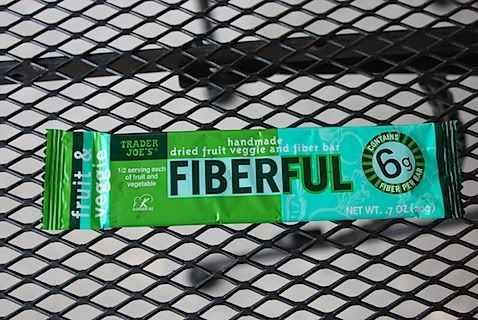 fruit &
veggie
TRADER
JOE'S®
1/2 serving each
of fruit and
vegetable
handmade
dried fruit veggie and fiber bar
FIBERFUL
CONTAINS
6g
FIBER PER BAR
NET WT. .7 OZ (20g)